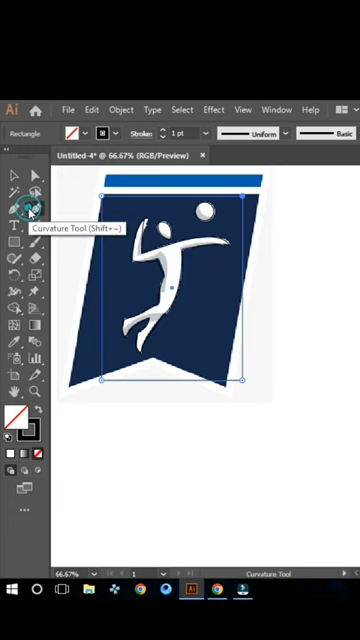 Ai File Edit Object Type Select Effect View Window
Rectangle Stroke: 1 pt Uniform Basic
Untitled-4* @ 66.67% (RGB/Preview) ×
Curvature Tool (Shift+~)
T
66.67% 1 Curvature Tool
Ai